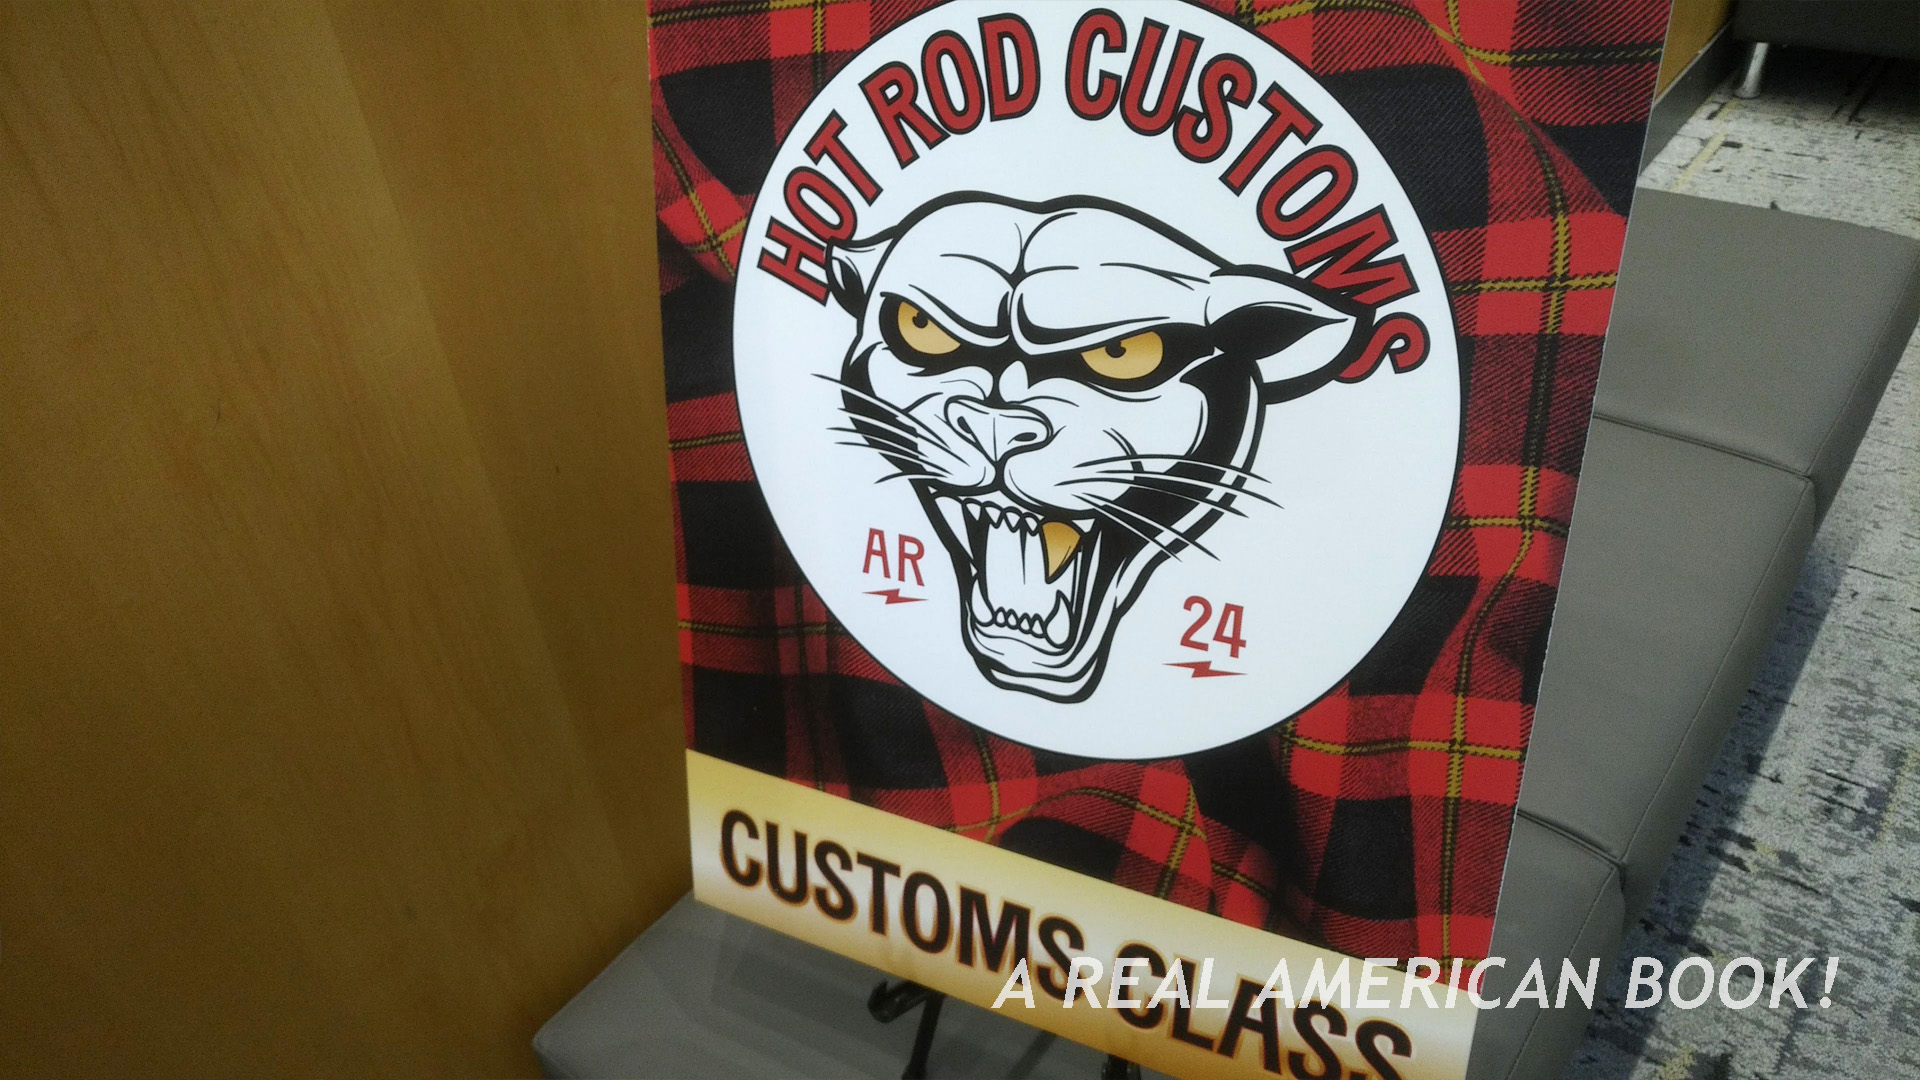 HOT ROD CUSTOMS
AR
24
CUSTOMS CLASS
A REAL AMERICAN BOOK!